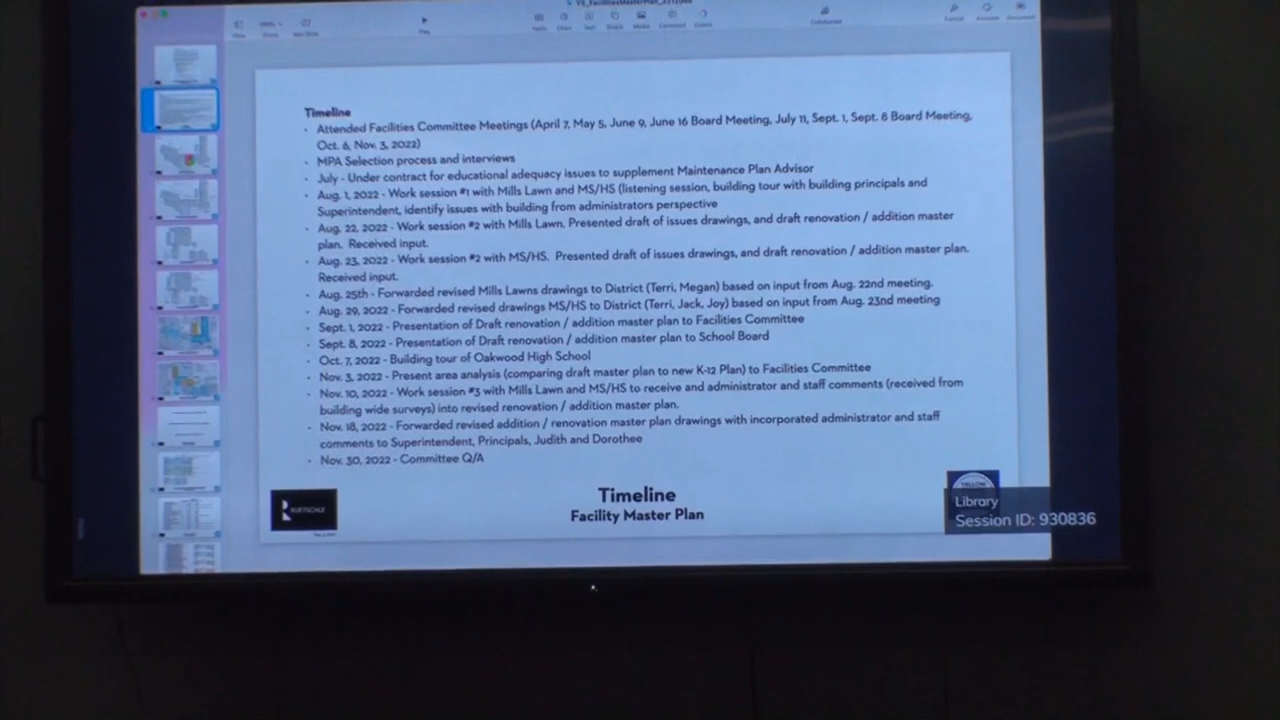 Timeline
• Attended Facilities Committee Meetings (April 7, May 5, June 9, June 16 Board Meeting, July 11, Sept. 1, Sept. 8 Board Meeting,
Oct. 6, Nov. 3, 2022)
• MPA Selection process and interviews
• July - Under contract for educational adequacy issues to supplement Maintenance Plan Advisor
• Aug. 1, 2022 - Work session #1 with Mills Lawn and MS/HS (listening session, building tour with building principals and
Superintendent, identify issues with building from administrators perspective
• Aug. 22, 2022 - Work session #2 with Mills Lawn. Presented draft of issues drawings, and draft renovation / addition master
plan. Received input.
• Aug. 23, 2022 - Work session #2 with MS/HS. Presented draft of issues drawings, and draft renovation / addition master plan.
Received input.
• Aug. 25th - Forwarded revised Mills Lawns drawings to District (Terri, Megan) based on input from Aug. 22nd meeting.
• Aug. 29, 2022 - Forwarded revised drawings MS/HS to District (Terri, Jack, Joy) based on input from Aug. 23nd meeting
• Sept. 1, 2022 - Presentation of Draft renovation / addition master plan to Facilities Committee
• Sept. 8, 2022 - Presentation of Draft renovation / addition master plan to School Board
• Oct. 7, 2022 - Building tour of Oakwood High School
• Nov. 3, 2022 - Present area analysis (comparing draft master plan to new K-12 Plan) to Facilities Committee
• Nov. 10, 2022 - Work session #3 with Mills Lawn and MS/HS to receive and administrator and staff comments (received from
building wide surveys) into revised renovation / addition master plan.
• Nov. 18, 2022 - Forwarded revised addition / renovation master plan drawings with incorporated administrator and staff
comments to Superintendent, Principals, Judith and Dorothee
• Nov. 30, 2022 - Committee Q/A
RUETSCHLE
Timeline
Facility Master Plan
YELLOW
Library
Session ID: 930836